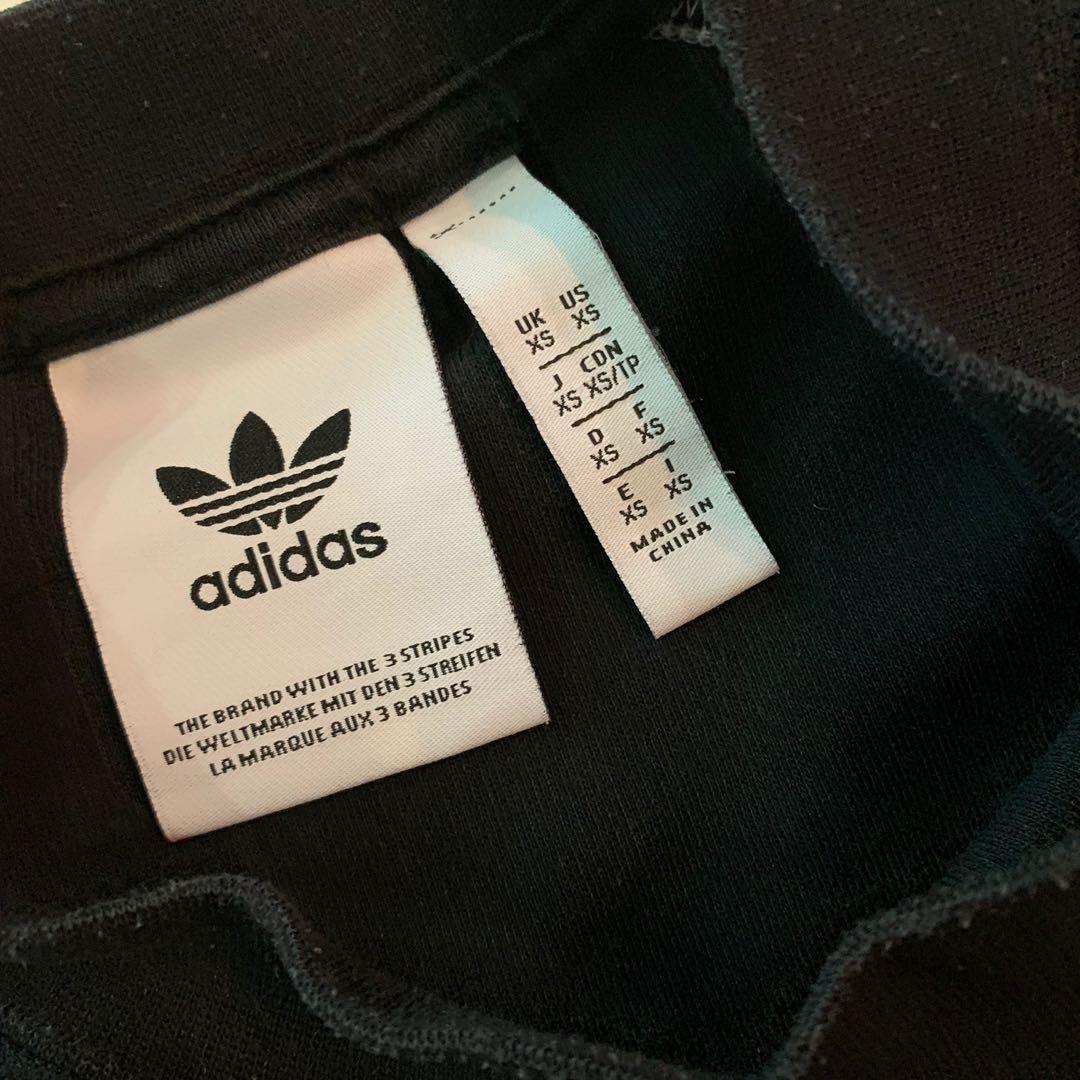 adidas
THE BRAND WITH THE 3 STRIPES
DIE WELTMARKE MIT DEN 3 STREIFEN
LA MARQUE AUX 3 BANDES
UK US
XS XS
J CDN
XS XS/TP
D F
XS XS
E I
XS XS
MADE IN
CHINA